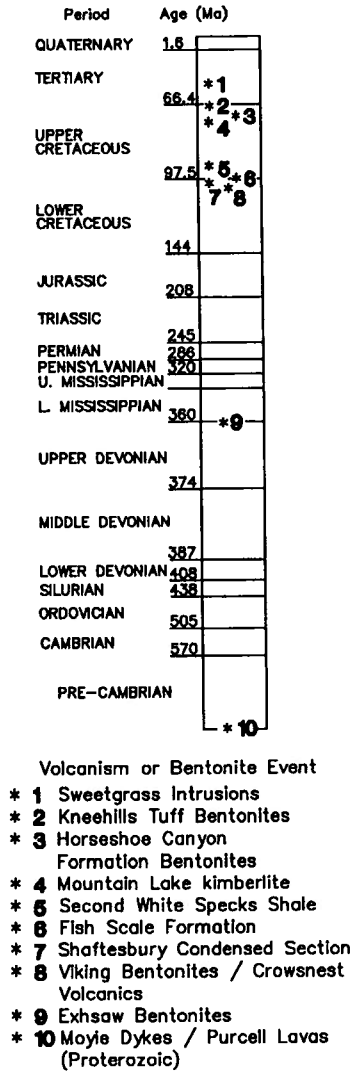 Period Age (Ma)
QUATERNARY 1.6
TERTIARY
* 1
66.4 * 2
* 3
* 4
UPPER
CRETACEOUS
* 5
97.5 * 6
* 7 * 8
LOWER
CRETACEOUS
144
JURASSIC
208
TRIASSIC
245
PERMIAN
286
PENNSYLVANIAN 320
U. MISSISSIPPIAN
L. MISSISSIPPIAN
360 * 9
UPPER DEVONIAN
374
MIDDLE DEVONIAN
387
LOWER DEVONIAN 408
SILURIAN 438
ORDOVICIAN
505
CAMBRIAN
570
PRE-CAMBRIAN
* 10
Volcanism or Bentonite Event
* 1 Sweetgrass Intrusions
* 2 Kneehills Tuff Bentonites
* 3 Horseshoe Canyon
Formation Bentonites
* 4 Mountain Lake kimberlite
* 5 Second White Specks Shale
* 6 Fish Scale Formation
* 7 Shaftesbury Condensed Section
* 8 Viking Bentonites / Crowsnest
Volcanics
* 9 Exhsaw Bentonites
* 10 Moyie Dykes / Purcell Lavas
(Proterazoic)